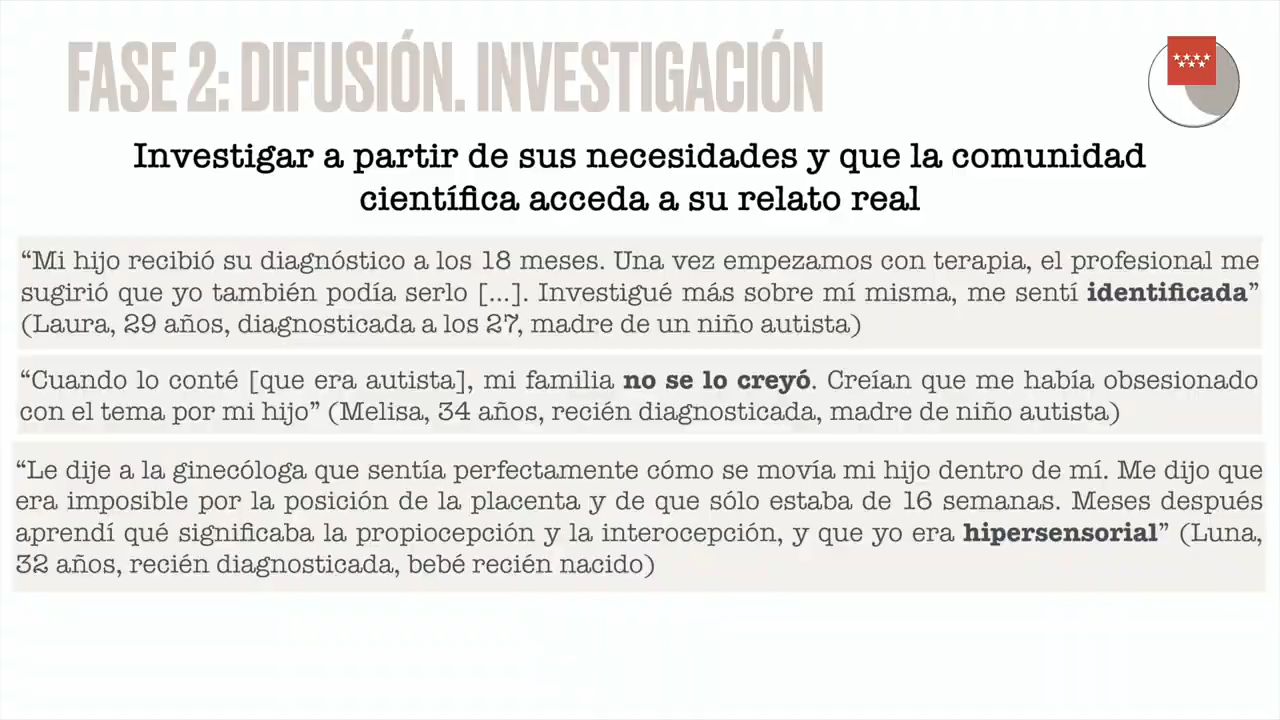 FASE 2: DIFUSIÓN. INVESTIGACIÓN
Investigar a partir de sus necesidades y que la comunidad
científica acceda a su relato real
“Mi hijo recibió su diagnóstico a los 18 meses. Una vez empezamos con terapia, el profesional me
sugirió que yo también podía serlo [...]. Investigué más sobre mí misma, me sentí identificada”
(Laura, 29 años, diagnosticada a los 27, madre de un niño autista)
“Cuando lo conté [que era autista], mi familia no se lo creyó. Creían que me había obsesionado
con el tema por mi hijo” (Melisa, 34 años, recién diagnosticada, madre de niño autista)
“Le dije a la ginecóloga que sentía perfectamente cómo se movía mi hijo dentro de mí. Me dijo que
era imposible por la posición de la placenta y de que sólo estaba de 16 semanas. Meses después
aprendí qué significaba la propiocepción y la interocepción, y que yo era hipersensorial” (Luna,
32 años, recién diagnosticada, bebé recién nacido)